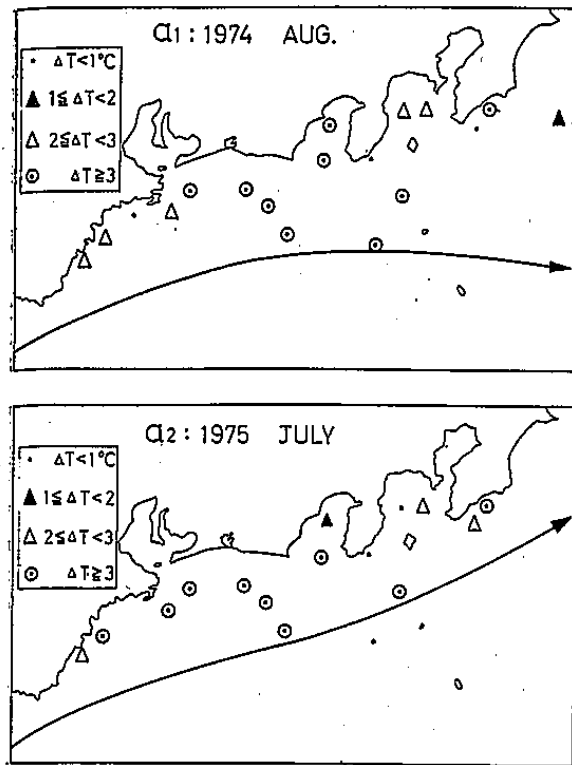 a1: 1974 AUG.
• ΔT<1°C
▲ 1≦ΔT<2
△ 2≦ΔT<3
⊙ ΔT≧3
a2: 1975 JULY
• ΔT<1°C
▲ 1≦ΔT<2
△ 2≦ΔT<3
⊙ ΔT≧3